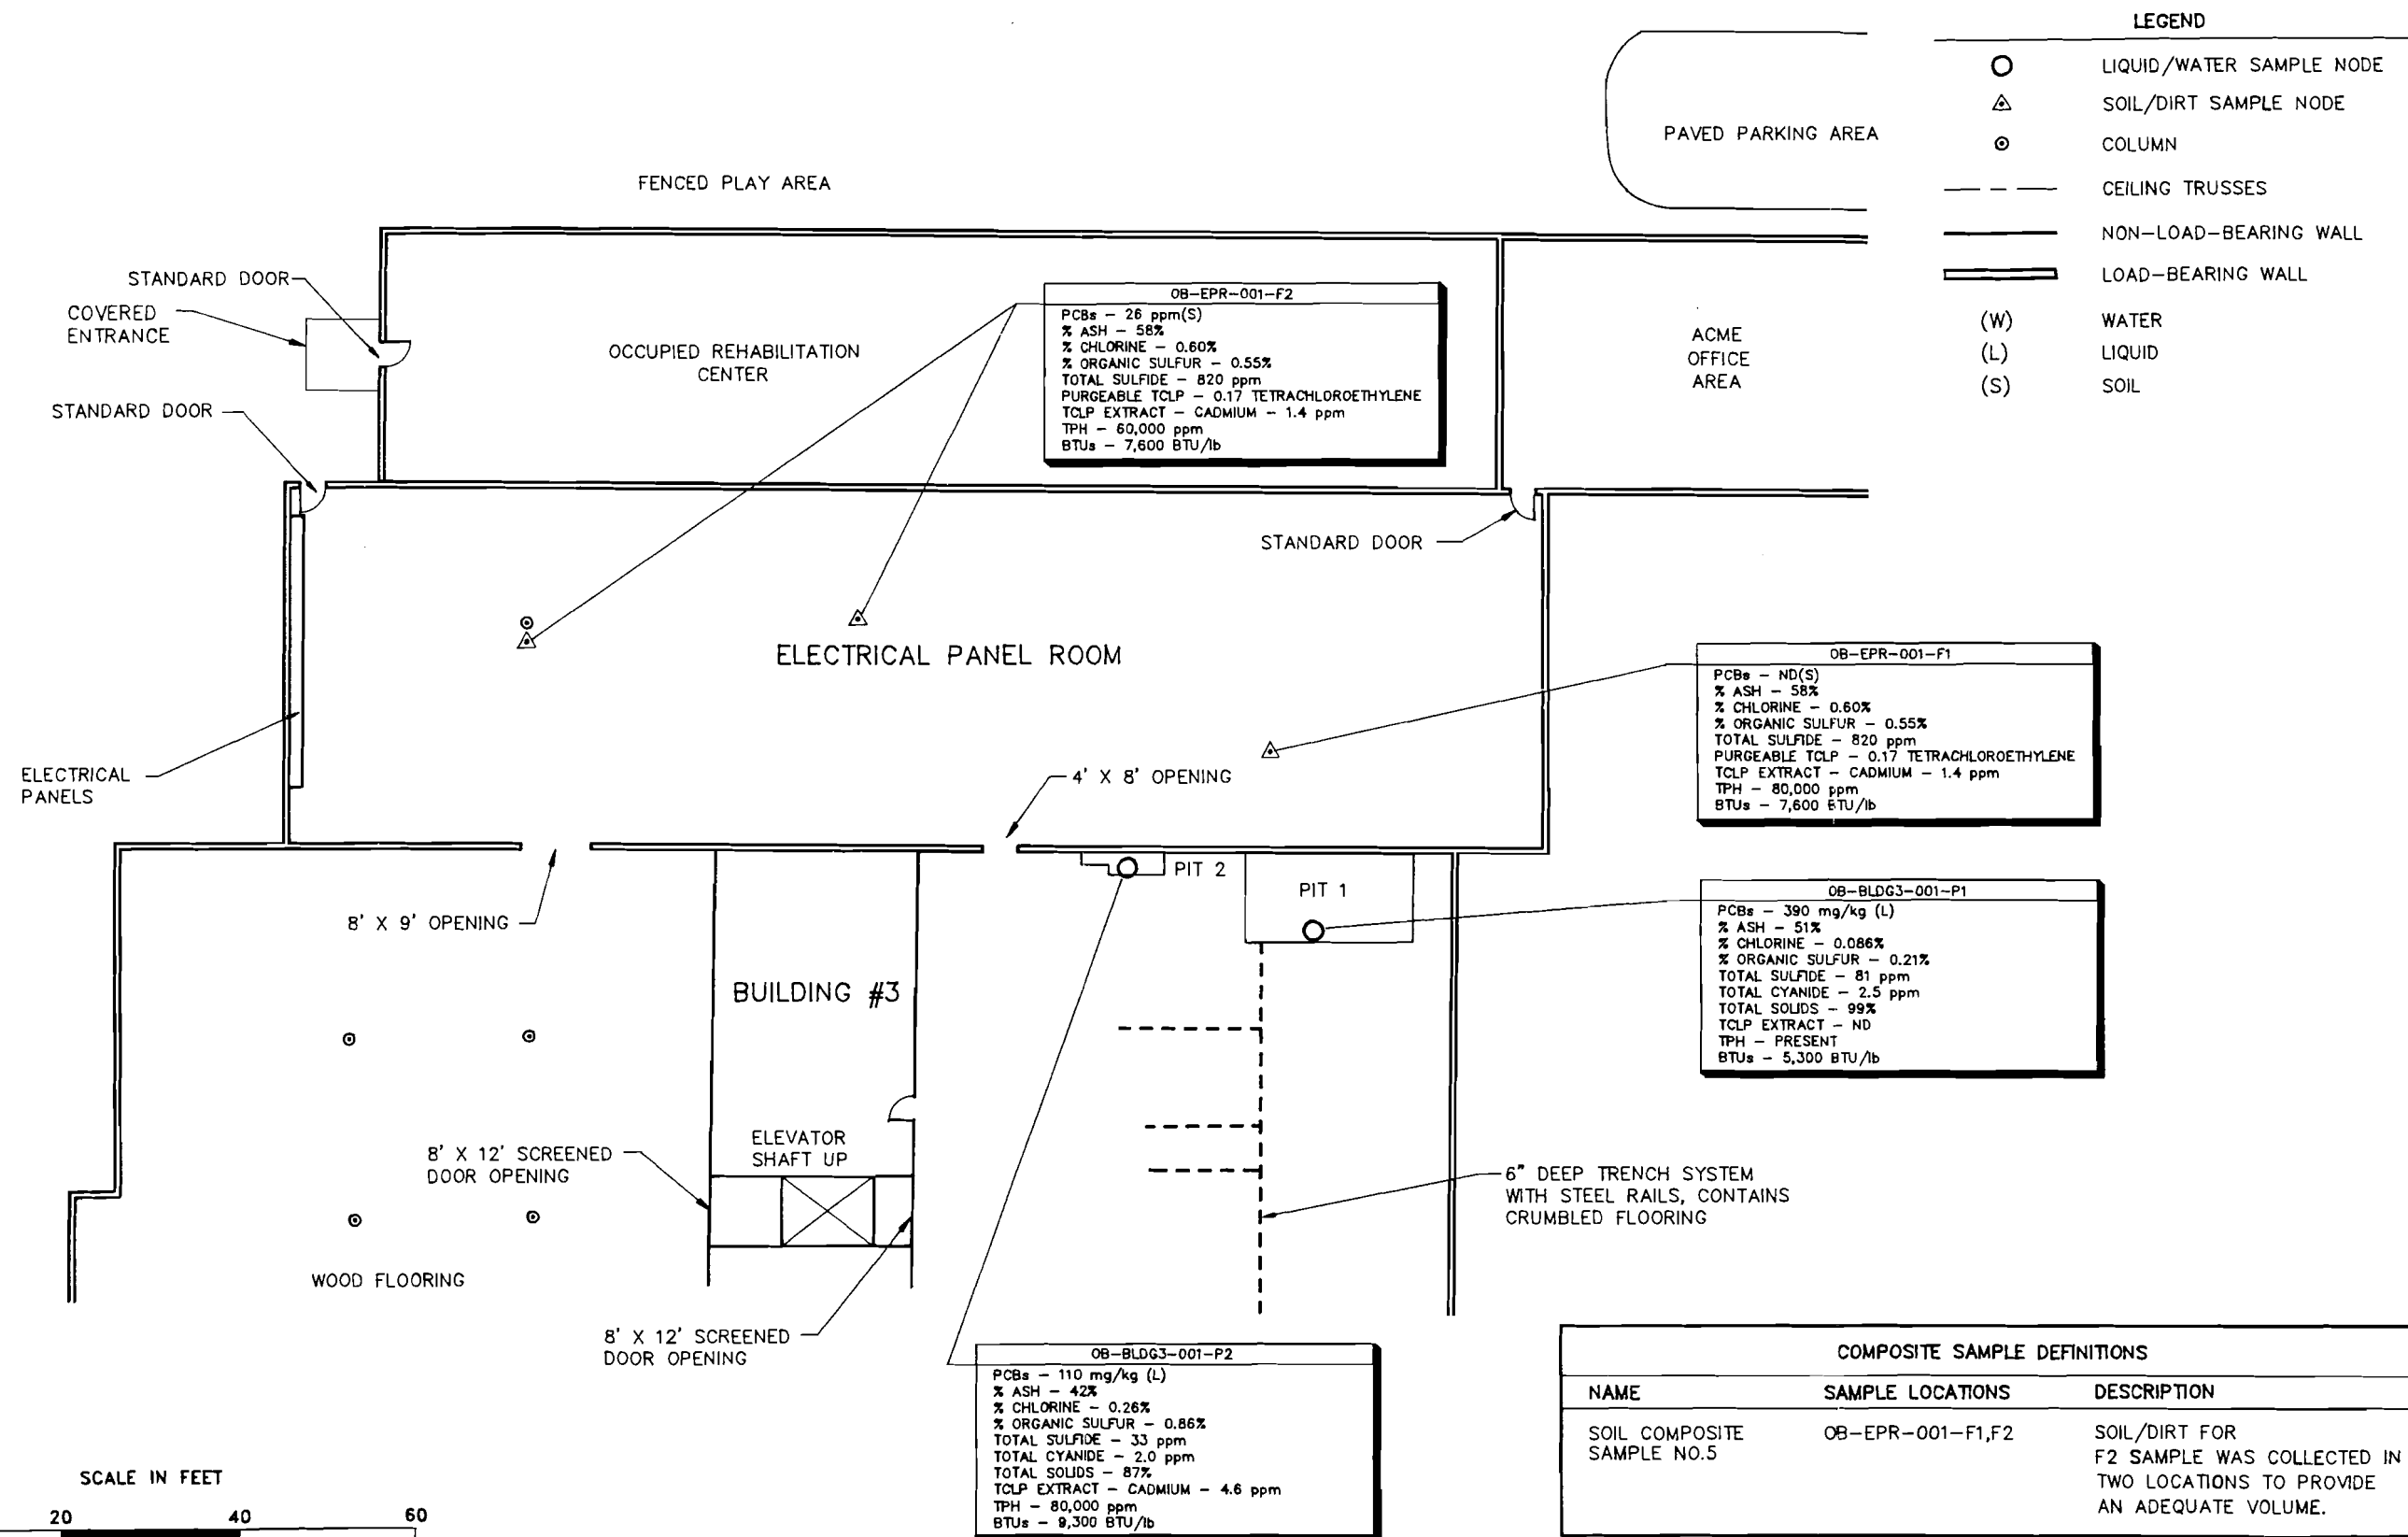 LEGEND
LIQUID/WATER SAMPLE NODE
SOIL/DIRT SAMPLE NODE
COLUMN
CEILING TRUSSES
NON-LOAD-BEARING WALL
LOAD-BEARING WALL
(W) WATER
(L) LIQUID
(S) SOIL
PAVED PARKING AREA
FENCED PLAY AREA
STANDARD DOOR
COVERED
ENTRANCE
STANDARD DOOR
OCCUPIED REHABILITATION
CENTER
OB-EPR-001-F2
PCBs - 26 ppm(S)
% ASH - 58%
% CHLORINE - 0.60%
% ORGANIC SULFUR - 0.55%
TOTAL SULFIDE - 820 ppm
PURGEABLE TCLP - 0.17 TETRACHLOROETHYLENE
TCLP EXTRACT - CADMIUM - 1.4 ppm
TPH - 60,000 ppm
BTUs - 7,600 BTU/lb
ACME
OFFICE
AREA
STANDARD DOOR
ELECTRICAL PANEL ROOM
ELECTRICAL
PANELS
4' X 8' OPENING
OB-EPR-001-F1
PCBs - ND(S)
% ASH - 58%
% CHLORINE - 0.60%
% ORGANIC SULFUR - 0.55%
TOTAL SULFIDE - 820 ppm
PURGEABLE TCLP - 0.17 TETRACHLOROETHYLENE
TCLP EXTRACT - CADMIUM - 1.4 ppm
TPH - 80,000 ppm
BTUs - 7,600 BTU/lb
8' X 9' OPENING
PIT 2
PIT 1
OB-BLDG3-001-P1
PCBs - 390 mg/kg (L)
% ASH - 51%
% CHLORINE - 0.086%
% ORGANIC SULFUR - 0.21%
TOTAL SULFIDE - 81 ppm
TOTAL CYANIDE - 2.5 ppm
TOTAL SOLIDS - 99%
TCLP EXTRACT - ND
TPH - PRESENT
BTUs - 5,300 BTU/lb
BUILDING #3
ELEVATOR
SHAFT UP
8' X 12' SCREENED
DOOR OPENING
6" DEEP TRENCH SYSTEM
WITH STEEL RAILS, CONTAINS
CRUMBLED FLOORING
WOOD FLOORING
8' X 12' SCREENED
DOOR OPENING
OB-BLDG3-001-P2
PCBs - 110 mg/kg (L)
% ASH - 42%
% CHLORINE - 0.26%
% ORGANIC SULFUR - 0.86%
TOTAL SULFIDE - 33 ppm
TOTAL CYANIDE - 2.0 ppm
TOTAL SOLIDS - 87%
TCLP EXTRACT - CADMIUM - 4.6 ppm
TPH - 80,000 ppm
BTUs - 9,300 BTU/lb
COMPOSITE SAMPLE DEFINITIONS
NAME SAMPLE LOCATIONS DESCRIPTION
SOIL COMPOSITE OB-EPR-001-F1,F2 SOIL/DIRT FOR
SAMPLE NO.5 F2 SAMPLE WAS COLLECTED IN
TWO LOCATIONS TO PROVIDE
AN ADEQUATE VOLUME.
SCALE IN FEET
20 40 60